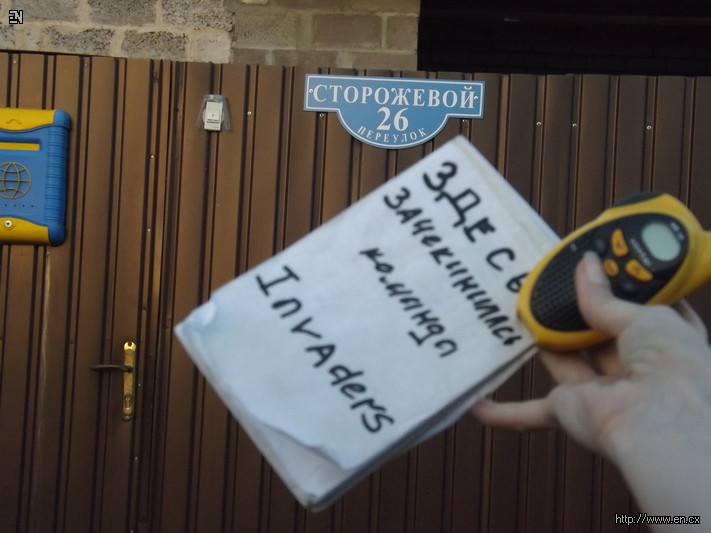 EN
СТОРОЖЕВОЙ
26
ПЕРЕУЛОК
ЗДЕСЬ
ЗАЧЕКИНИЛАСЬ
КОМАНДА
InvAders
http://www.en.cx